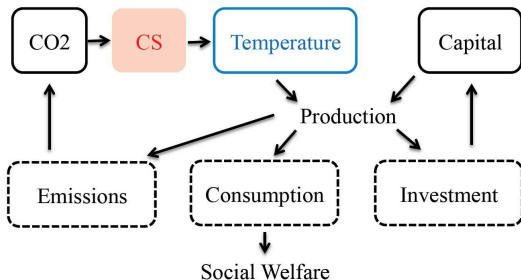 CO2
CS
Temperature
Capital
Production
Emissions
Consumption
Investment
Social Welfare